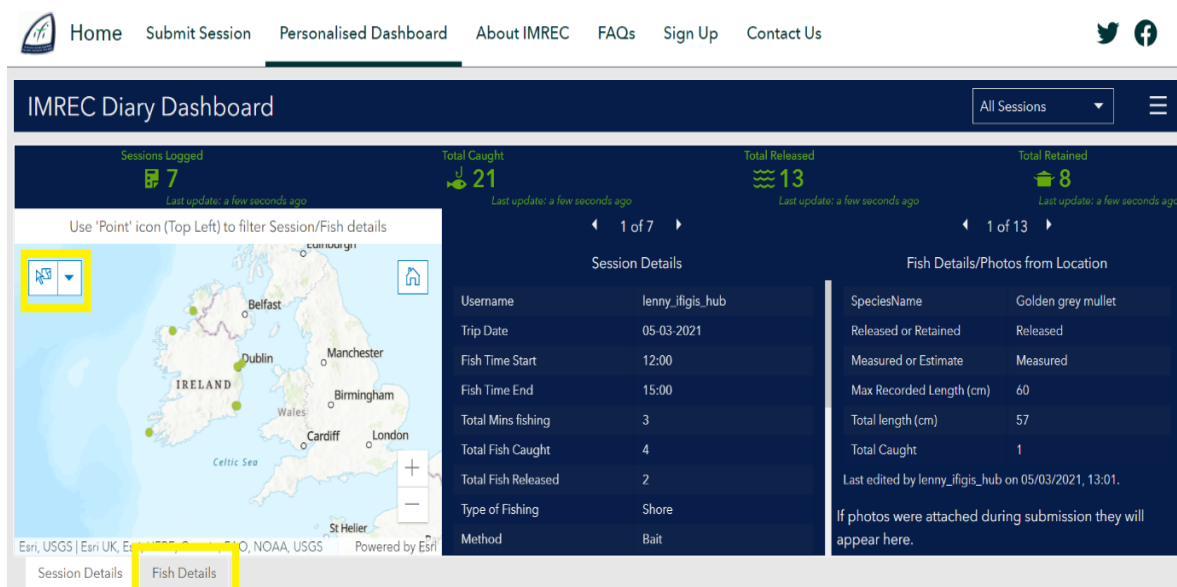 Home Submit Session Personalised Dashboard About IMREC FAQs Sign Up Contact Us
IMREC Diary Dashboard
All Sessions
Sessions Logged
7
Last update: a few seconds ago
Total Caught
21
Last update: a few seconds ago
Total Released
13
Last update: a few seconds ago
Total Retained
8
Last update: a few seconds ago
Use 'Point' icon (Top Left) to filter Session/Fish details
Edinburgh
Belfast
Dublin
Manchester
IRELAND
Birmingham
Wales
Cardiff
London
Celtic Sea
St Helier
Esri, USGS | Esri UK, NOAA, USGS
Powered by Esri
1 of 7
Session Details
Username lenny_ifigis_hub
Trip Date 05-03-2021
Fish Time Start 12:00
Fish Time End 15:00
Total Mins fishing 3
Total Fish Caught 4
Total Fish Released 2
Type of Fishing Shore
Method Bait
1 of 13
Fish Details/Photos from Location
SpeciesName Golden grey mullet
Released or Retained Released
Measured or Estimate Measured
Max Recorded Length (cm) 60
Total length (cm) 57
Total Caught 1
Last edited by lenny_ifigis_hub on 05/03/2021, 13:01.
If photos were attached during submission they will
appear here.
Session Details Fish Details